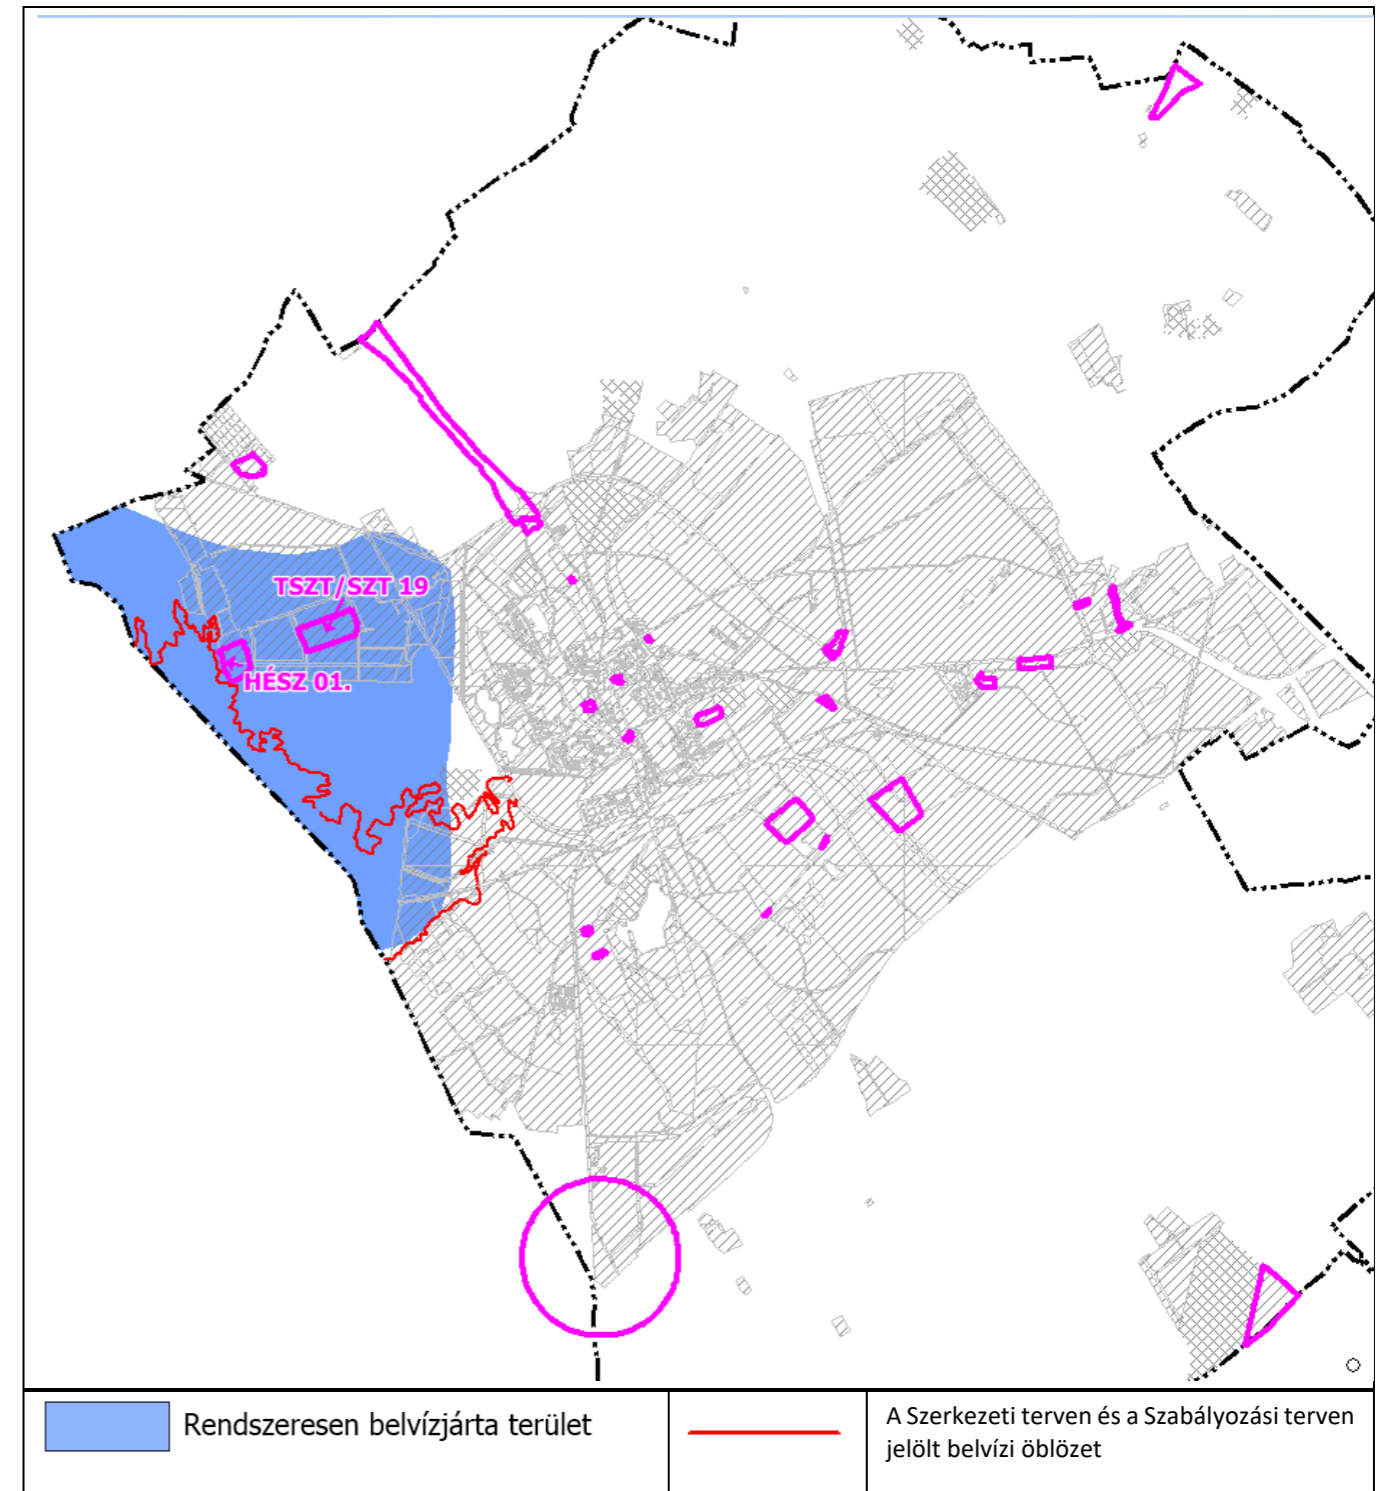 TSZT/SZT 19
HÉSZ 01.
Rendszeresen belvízjárta terület
A Szerkezeti terven és a Szabályozási terven
jelölt belvízi öblözet